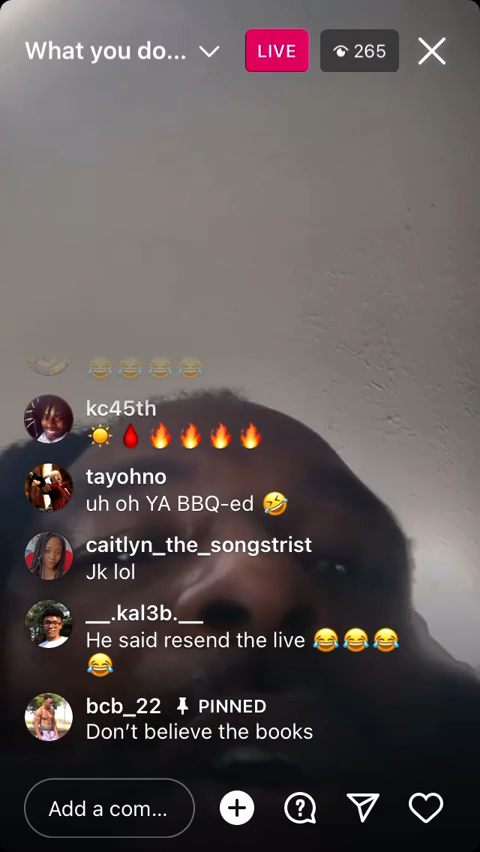 What you do...
LIVE
265
😂😂😂😂
kc45th
☀️🩸🔥🔥🔥🔥
tayohno
uh oh YA BBQ-ed 🤣
caitlyn_the_songstrist
Jk lol
__.kal3b.__
He said resend the live 😂😂😂
😂
bcb_22 📌 PINNED
Don’t believe the books
Add a com...